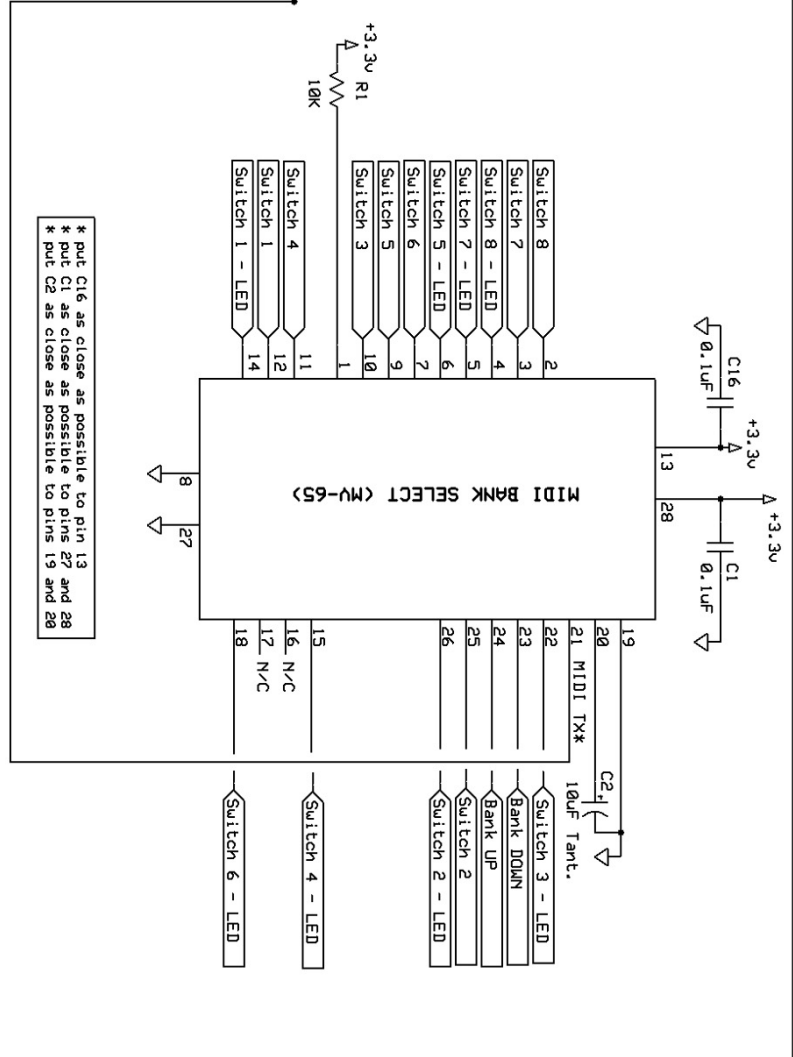 +3.3v
C1
0.1uF
+3.3v
C16
0.1uF
28
13
MIDI BANK SELECT (MV-65)
Switch 8
2
Switch 7
3
Switch 8 - LED
4
Switch 7 - LED
5
Switch 5 - LED
6
Switch 6
7
Switch 5
9
Switch 3
10
+3.3v
R1
10K
1
Switch 4
11
Switch 1
12
Switch 1 - LED
14
19
20
C2
+
10uF Tant.
21 MIDI TX*
22
Switch 3 - LED
23
Bank DOWN
24
Bank UP
25
Switch 2
26
Switch 2 - LED
15
Switch 4 - LED
16 N/C
17 N/C
18
Switch 6 - LED
8
27
* put C16 as close as possible to pin 13
* put C1 as close as possible to pins 27 and 28
* put C2 as close as possible to pins 19 and 20